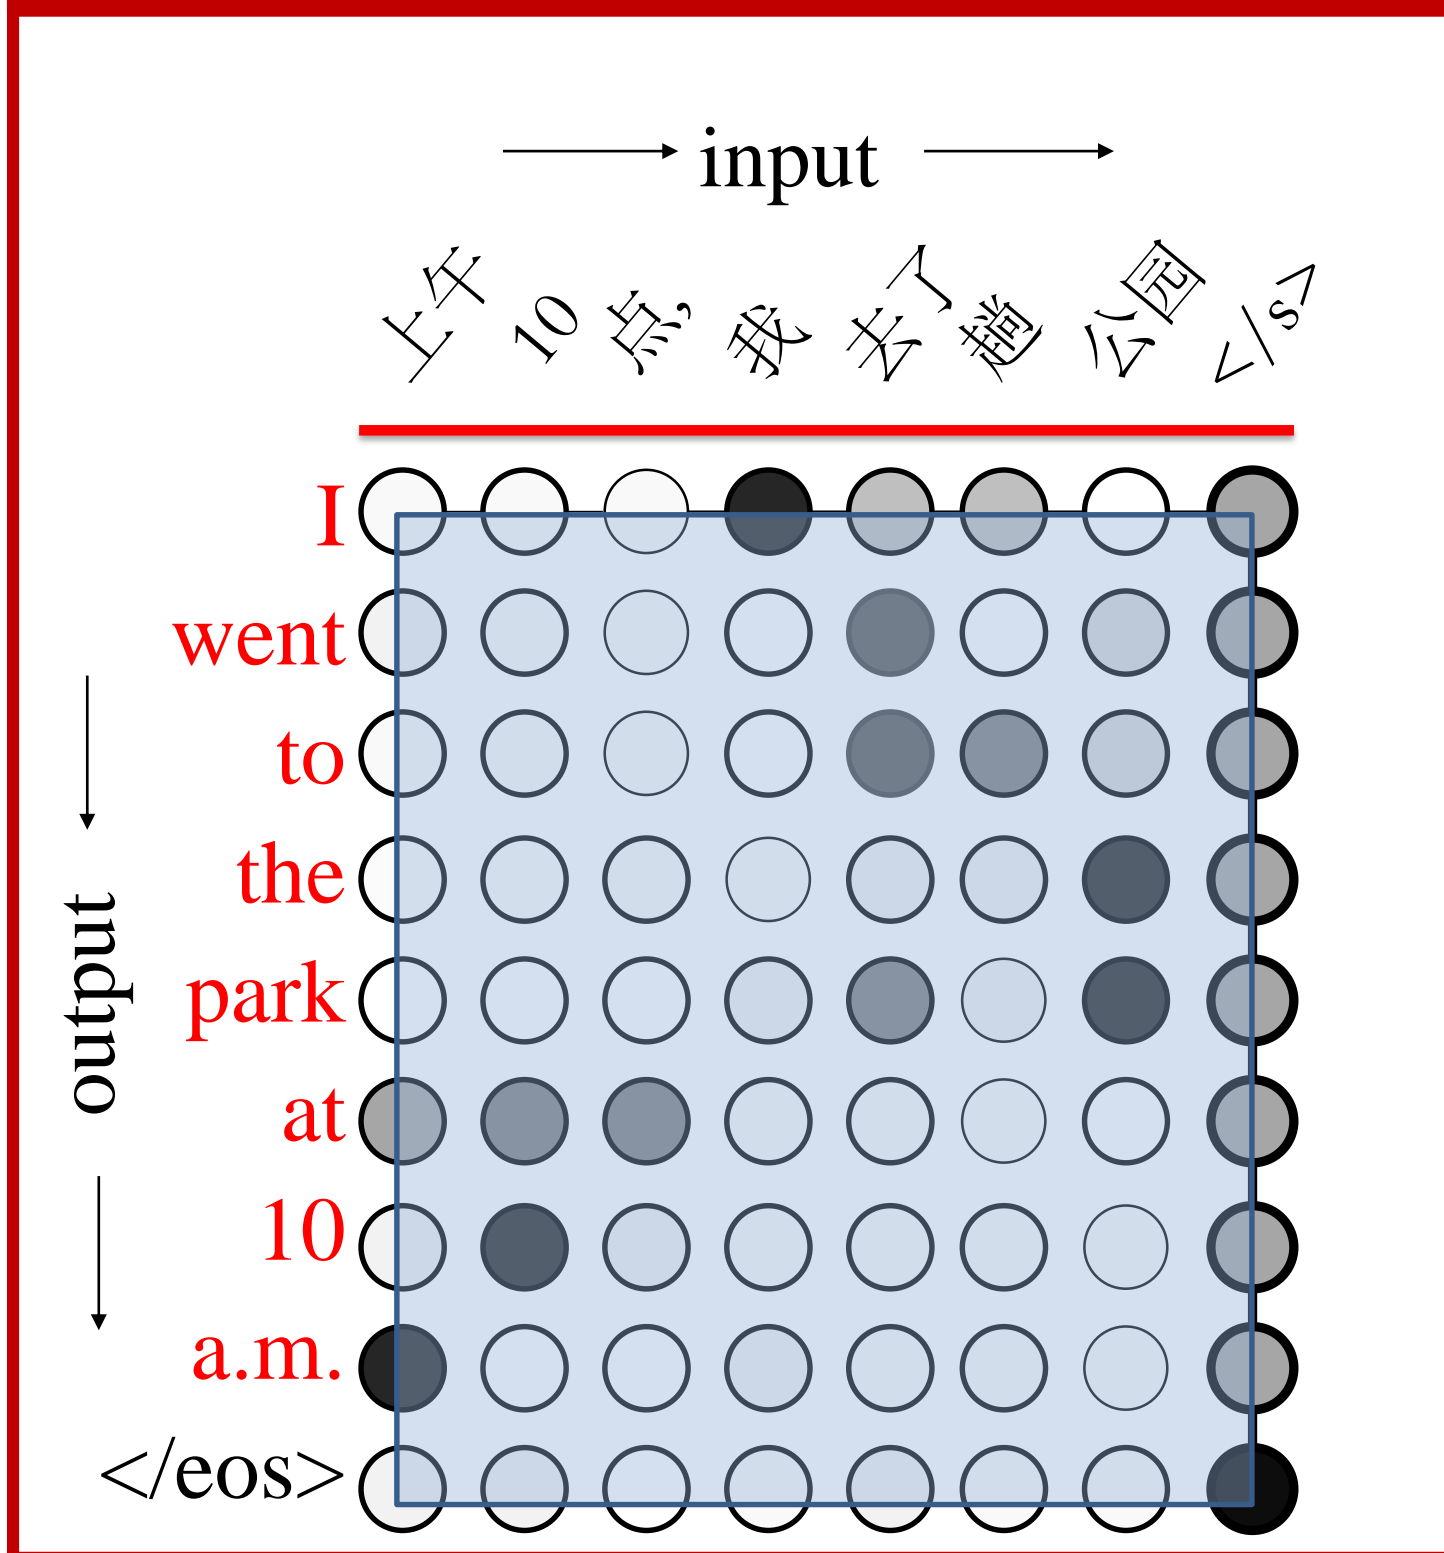 input
上午 10 点, 我 去了 趟 公园 </s>
I
went
to
the
park
at
10
a.m.
</eos>
output